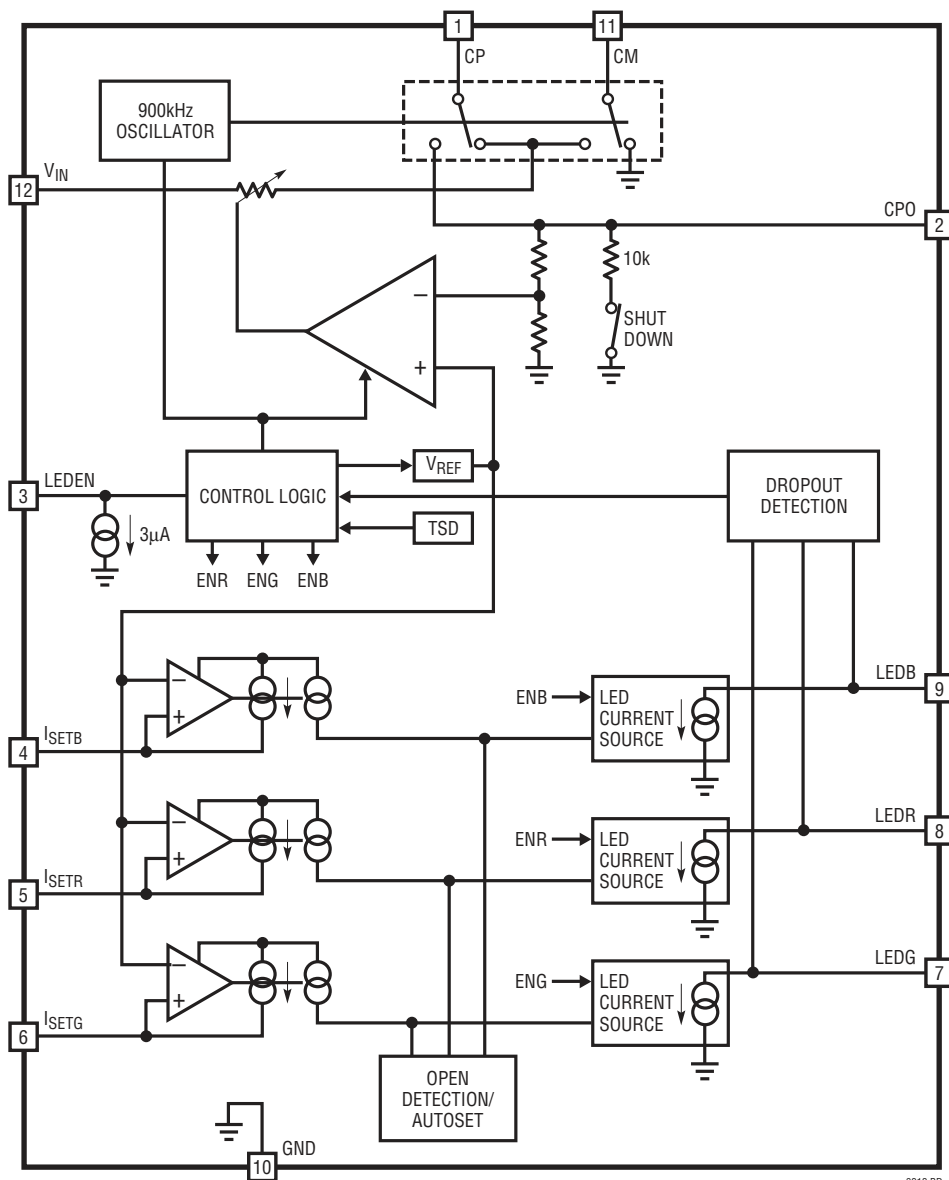 1
11
CP
CM
900kHz
OSCILLATOR
12
VIN
CPO
2
10k
−
SHUT
DOWN
+
3
LEDEN
CONTROL LOGIC
VREF
DROPOUT
DETECTION
3µA
TSD
ENR
ENG
ENB
−
+
4
ISETB
ENB
LED
CURRENT
SOURCE
LEDB
9
−
+
5
ISETR
ENR
LED
CURRENT
SOURCE
LEDR
8
−
+
6
ISETG
ENG
LED
CURRENT
SOURCE
LEDG
7
OPEN
DETECTION/
AUTOSET
GND
10